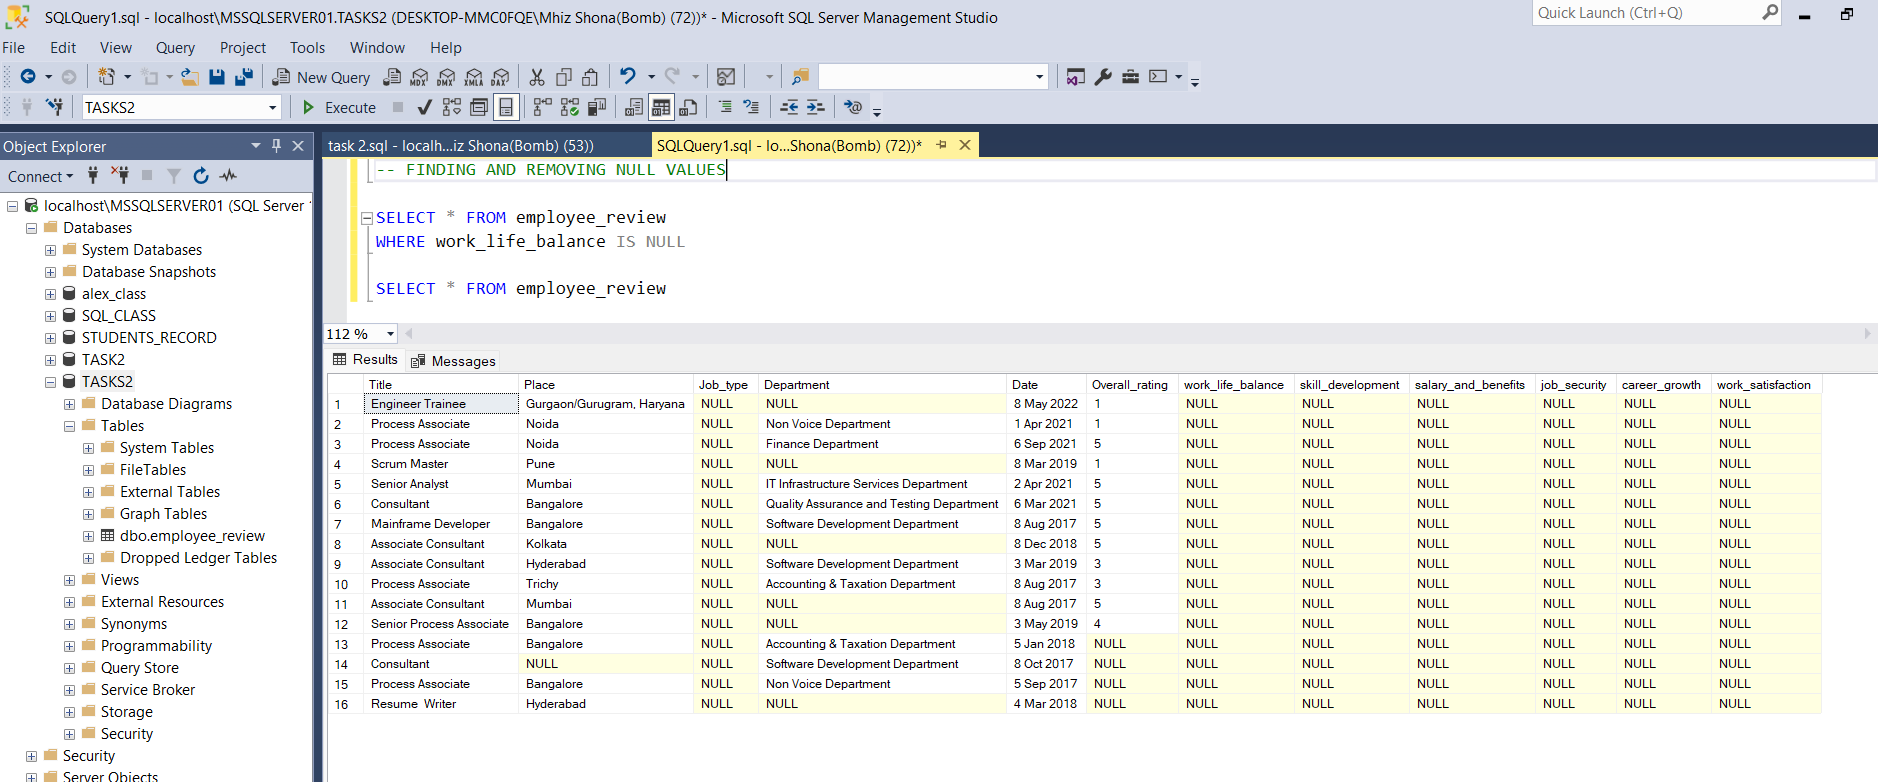 SQLQuery1.sql - localhost\MSSQLSERVER01.TASKS2 (DESKTOP-MMC0FQE\Mhiz Shona(Bomb) (72))* - Microsoft SQL Server Management Studio
Quick Launch (Ctrl+Q)
File Edit View Query Project Tools Window Help
New Query MDX DMX XMLA DAX
TASKS2 Execute
Object Explorer
Connect
localhost\MSSQLSERVER01 (SQL Server
Databases
System Databases
Database Snapshots
alex_class
SQL_CLASS
STUDENTS_RECORD
TASK2
TASKS2
Database Diagrams
Tables
System Tables
FileTables
External Tables
Graph Tables
dbo.employee_review
Dropped Ledger Tables
Views
External Resources
Synonyms
Programmability
Query Store
Service Broker
Storage
Security
Security
Server Objects
task 2.sql - localh...iz Shona(Bomb) (53)) SQLQuery1.sql - lo...Shona(Bomb) (72))*
-- FINDING AND REMOVING NULL VALUES
SELECT * FROM employee_review
WHERE work_life_balance IS NULL
SELECT * FROM employee_review
112 %
Results Messages
Title Place Job_type Department Date Overall_rating work_life_balance skill_development salary_and_benefits job_security career_growth work_satisfaction
1 Engineer Trainee Gurgaon/Gurugram, Haryana NULL NULL 8 May 2022 1 NULL NULL NULL NULL NULL NULL
2 Process Associate Noida NULL Non Voice Department 1 Apr 2021 1 NULL NULL NULL NULL NULL NULL
3 Process Associate Noida NULL Finance Department 6 Sep 2021 5 NULL NULL NULL NULL NULL NULL
4 Scrum Master Pune NULL NULL 8 Mar 2019 1 NULL NULL NULL NULL NULL NULL
5 Senior Analyst Mumbai NULL IT Infrastructure Services Department 2 Apr 2021 5 NULL NULL NULL NULL NULL NULL
6 Consultant Bangalore NULL Quality Assurance and Testing Department 6 Mar 2021 5 NULL NULL NULL NULL NULL NULL
7 Mainframe Developer Bangalore NULL Software Development Department 8 Aug 2017 5 NULL NULL NULL NULL NULL NULL
8 Associate Consultant Kolkata NULL NULL 8 Dec 2018 5 NULL NULL NULL NULL NULL NULL
9 Associate Consultant Hyderabad NULL Software Development Department 3 Mar 2019 3 NULL NULL NULL NULL NULL NULL
10 Process Associate Trichy NULL Accounting & Taxation Department 8 Aug 2017 3 NULL NULL NULL NULL NULL NULL
11 Associate Consultant Mumbai NULL NULL 8 Aug 2017 5 NULL NULL NULL NULL NULL NULL
12 Senior Process Associate Bangalore NULL NULL 3 May 2019 4 NULL NULL NULL NULL NULL NULL
13 Process Associate Bangalore NULL Accounting & Taxation Department 5 Jan 2018 NULL NULL NULL NULL NULL NULL NULL
14 Consultant NULL NULL Software Development Department 8 Oct 2017 NULL NULL NULL NULL NULL NULL NULL
15 Process Associate Bangalore NULL Non Voice Department 5 Sep 2017 NULL NULL NULL NULL NULL NULL NULL
16 Resume Writer Hyderabad NULL NULL 4 Mar 2018 NULL NULL NULL NULL NULL NULL NULL